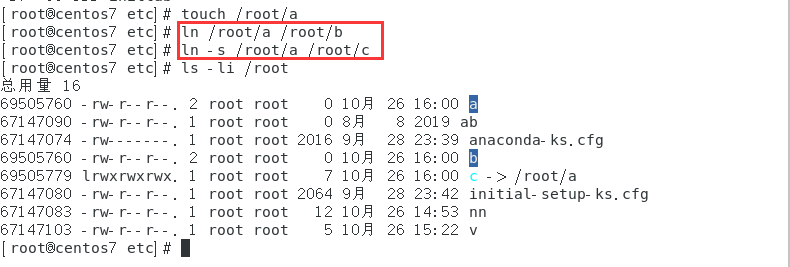 [root@centos7 etc]# touch /root/a
[root@centos7 etc]# ln /root/a /root/b
[root@centos7 etc]# ln -s /root/a /root/c
[root@centos7 etc]# ls -li /root
总用量 16
69505760 -rw-r--r--. 2 root root    0 10月 26 16:00 a
67147090 -rw-r--r--. 1 root root    0 8月   8 2019 ab
67147074 -rw-------. 1 root root 2016 9月  28 23:39 anaconda-ks.cfg
69505760 -rw-r--r--. 2 root root    0 10月 26 16:00 b
69505779 lrwxrwxrwx. 1 root root    7 10月 26 16:00 c -> /root/a
67147080 -rw-r--r--. 1 root root 2064 9月  28 23:42 initial-setup-ks.cfg
67147083 -rw-r--r--. 1 root root   12 10月 26 14:53 nn
67147103 -rw-r--r--. 1 root root    5 10月 26 15:22 v
[root@centos7 etc]#